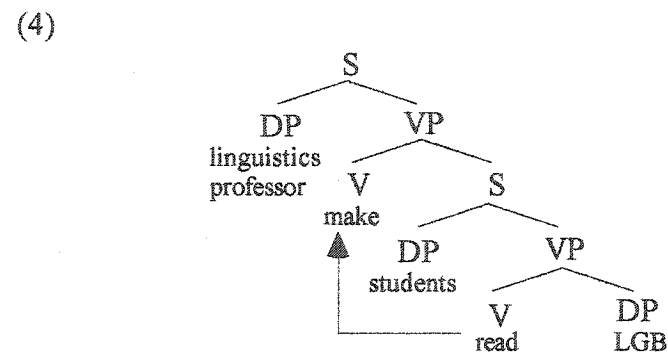 (4)
S
DP VP
linguistics
professor V S
make
DP VP
students
V DP
read LGB